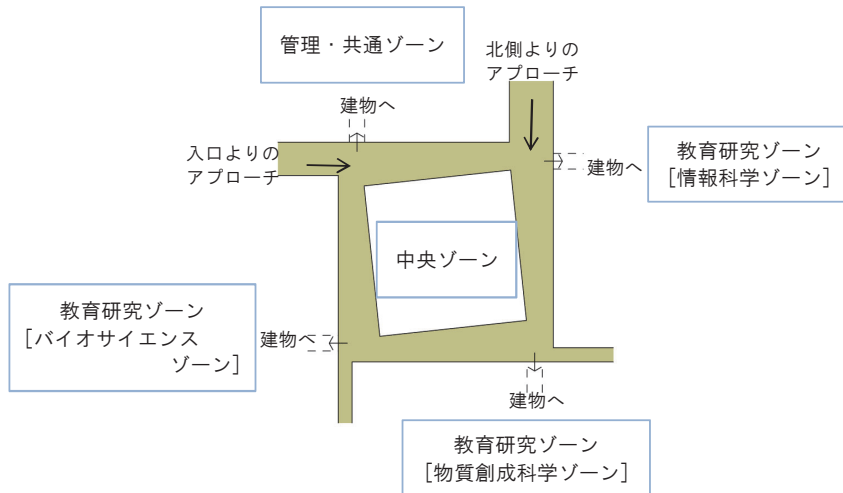 管理・共通ゾーン
北側よりの
アプローチ
建物へ
入口よりの
アプローチ
建物へ
教育研究ゾーン
［情報科学ゾーン］
中央ゾーン
教育研究ゾーン
［バイオサイエンス
ゾーン］
建物へ
建物へ
教育研究ゾーン
［物質創成科学ゾーン］